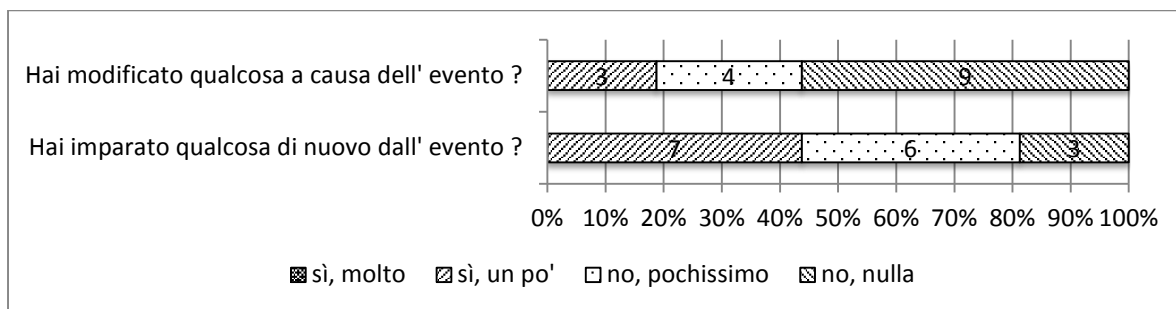 Hai modificato qualcosa a causa dell' evento ?
3 4 9
Hai imparato qualcosa di nuovo dall' evento ?
7 6 3
0% 10% 20% 30% 40% 50% 60% 70% 80% 90% 100%
sì, molto sì, un po' no, pochissimo no, nulla